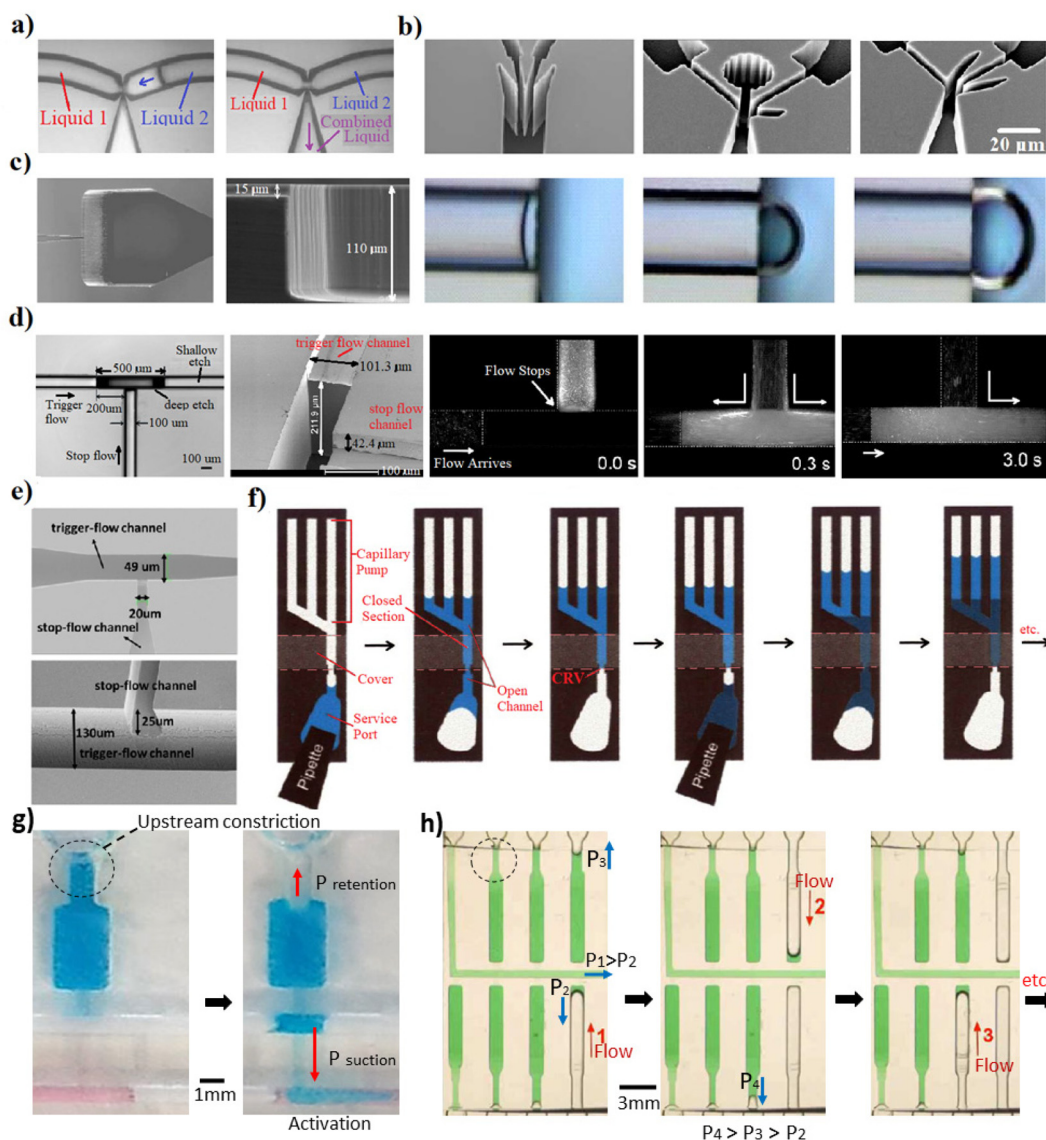 a)
Liquid 1
Liquid 2
Liquid 1
Liquid 2
Combined
Liquid
b)
20 μm
c)
15 μm
110 μm
d)
500 μm
Shallow
etch
200um
deep etch
Trigger
flow
100 um
Stop flow
100 um
trigger flow channel
101.3 μm
211.9 μm
stop flow
channel
42.4 μm
100 μm
Flow Stops
Flow Arrives
0.0 s
0.3 s
3.0 s
e)
trigger-flow channel
49 um
20um
stop-flow channel
stop-flow channel
25um
130um
trigger-flow channel
f)
Capillary
Pump
Closed
Section
Cover
Open
Channel
Service
Port
Pipette
CRV
Pipette
etc.
g)
Upstream constriction
P retention
P suction
1mm
Activation
h)
P3
P1>P2
P2
1
Flow
3mm
Flow
2
P4
P4 > P3 > P2
3
Flow
etc